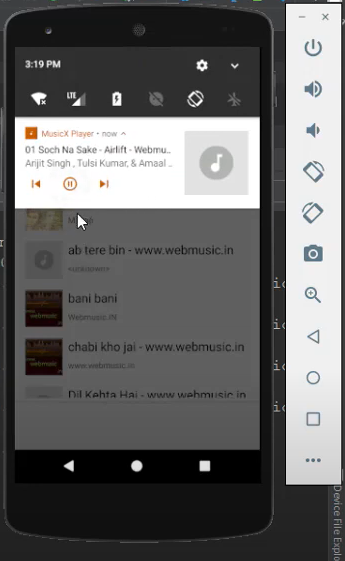 3:19 PM
LTE
MusicX Player • now
01 Soch Na Sake - Airlift - Webmu..
Arijit Singh , Tulsi Kumar, & Amaal ..
ab tere bin - www.webmusic.in
<unknown>
bani bani
Webmusic.IN
chabi kho jai - www.webmusic.in
www.webmusic.in
Dil Kehta Hai - www.webmusic.in
Device File Explo